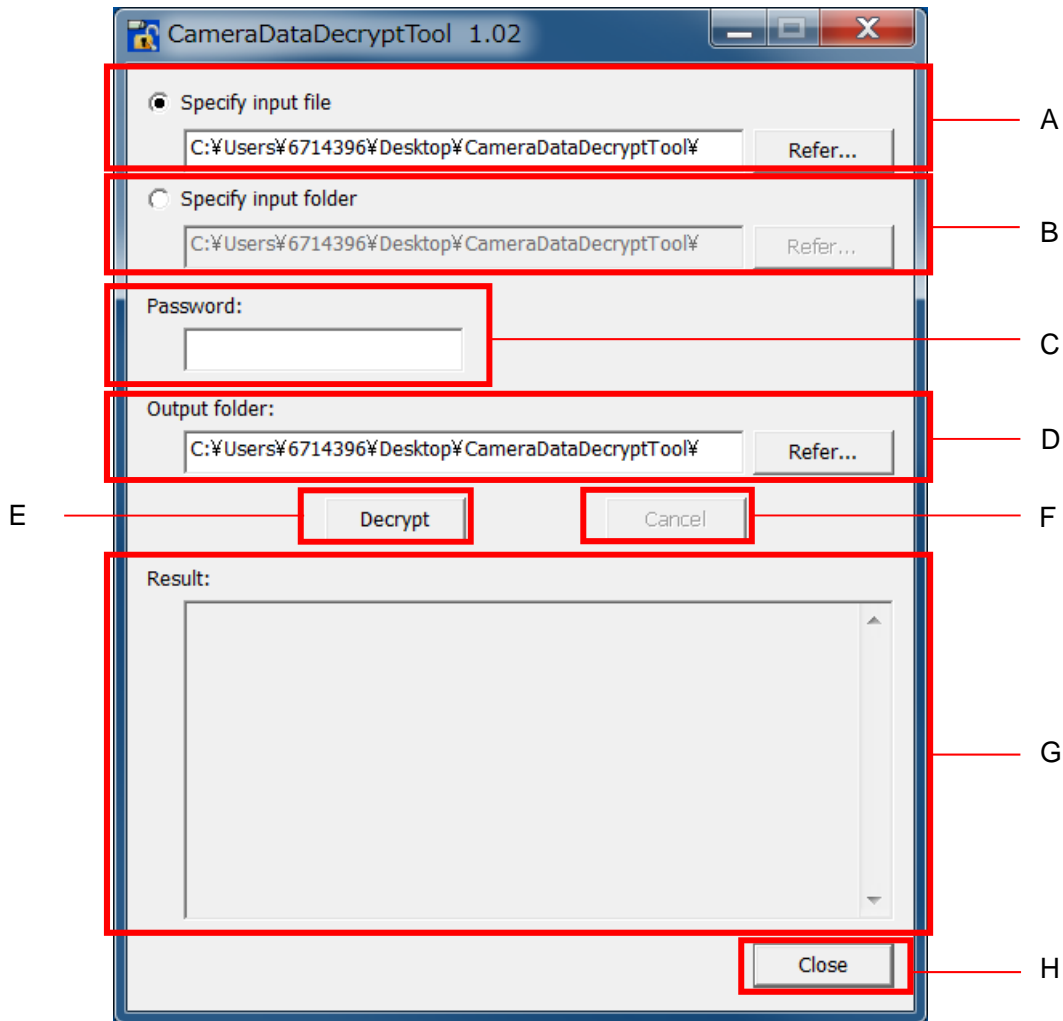 CameraDataDecryptTool 1.02
Specify input file
A
C:¥Users¥6714396¥Desktop¥CameraDataDecryptTool¥ Refer...
Specify input folder
B
C:¥Users¥6714396¥Desktop¥CameraDataDecryptTool¥ Refer...
Password:
C
Output folder:
D
C:¥Users¥6714396¥Desktop¥CameraDataDecryptTool¥ Refer...
E Decrypt Cancel F
Result:
G
Close H